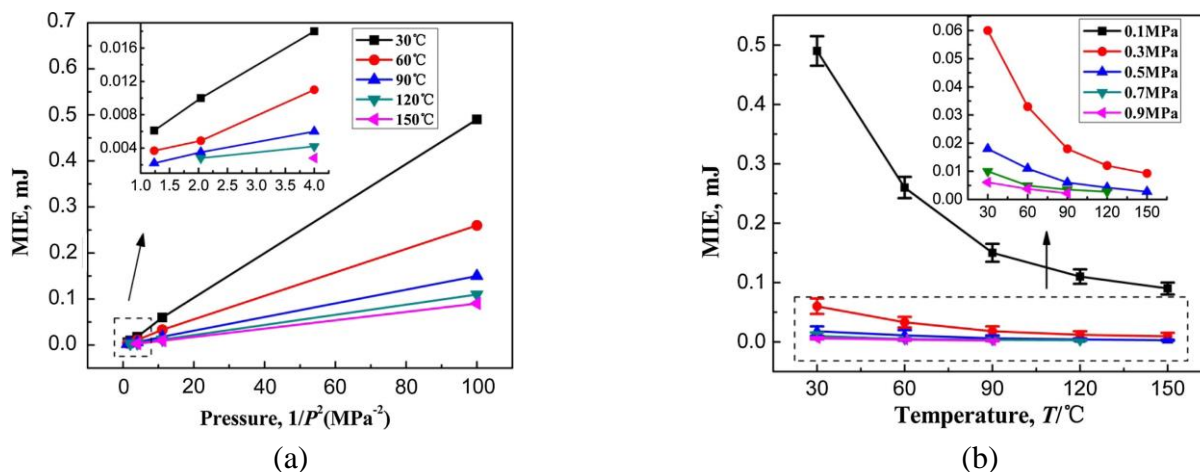 0.7
0.6
0.5
0.4
0.3
0.2
0.1
0.0
MIE, mJ
0.016
0.012
0.008
0.004
1.0 1.5 2.0 2.5 3.0 3.5 4.0
30℃
60℃
90℃
120℃
150℃
0 20 40 60 80 100
Pressure, 1/P²(MPa⁻²)
(a)
0.5
0.4
0.3
0.2
0.1
0.0
MIE, mJ
0.06
0.05
0.04
0.03
0.02
0.01
0.00
30 60 90 120 150
0.1MPa
0.3MPa
0.5MPa
0.7MPa
0.9MPa
30 60 90 120 150
Temperature, T/℃
(b)